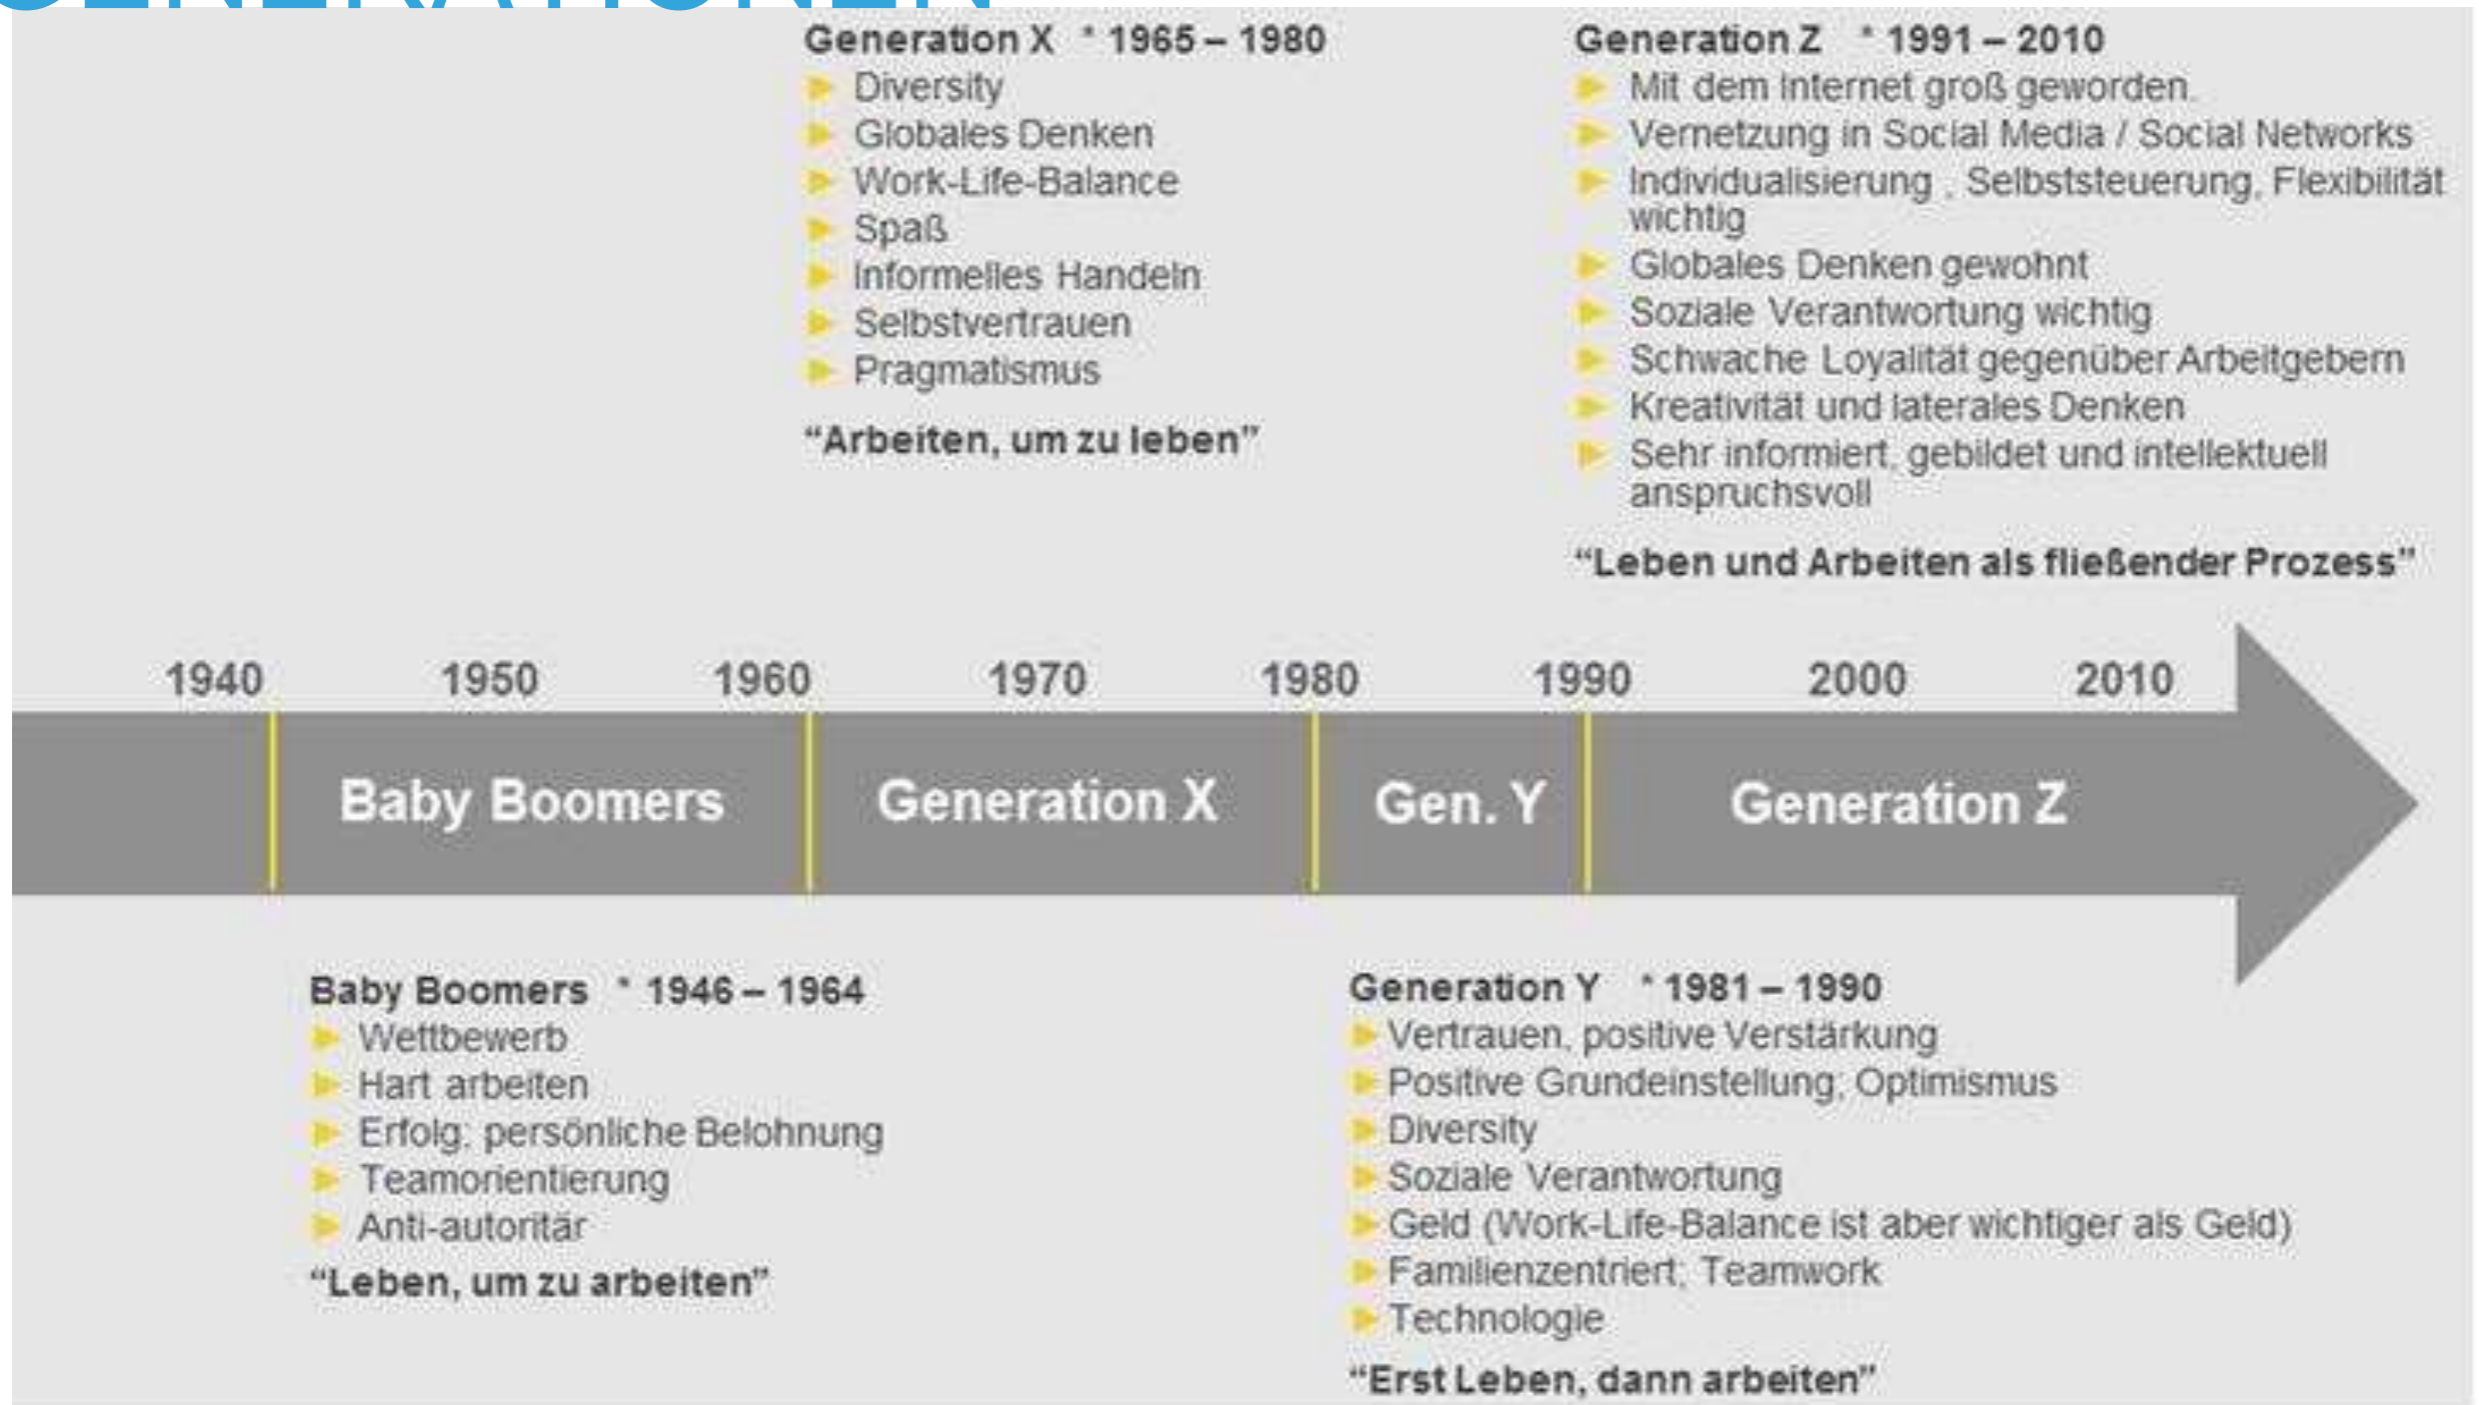 GENERATIONEN
Generation X * 1965 – 1980
Diversity
Globales Denken
Work-Life-Balance
Spaß
Informelles Handeln
Selbstvertrauen
Pragmatismus
“Arbeiten, um zu leben”
Generation Z * 1991 – 2010
Mit dem Internet groß geworden.
Vernetzung in Social Media / Social Networks
Individualisierung , Selbststeuerung, Flexibilität
wichtig
Globales Denken gewohnt
Soziale Verantwortung wichtig
Schwache Loyalität gegenüber Arbeitgebern
Kreativität und laterales Denken
Sehr informiert, gebildet und intellektuell
anspruchsvoll
“Leben und Arbeiten als fließender Prozess”
1940 1950 1960 1970 1980 1990 2000 2010
Baby Boomers Generation X Gen. Y Generation Z
Baby Boomers * 1946 – 1964
Wettbewerb
Hart arbeiten
Erfolg; persönliche Belohnung
Teamorientierung
Anti-autoritär
“Leben, um zu arbeiten”
Generation Y * 1981 – 1990
Vertrauen, positive Verstärkung
Positive Grundeinstellung; Optimismus
Diversity
Soziale Verantwortung
Geld (Work-Life-Balance ist aber wichtiger als Geld)
Familienzentriert; Teamwork
Technologie
“Erst Leben, dann arbeiten”